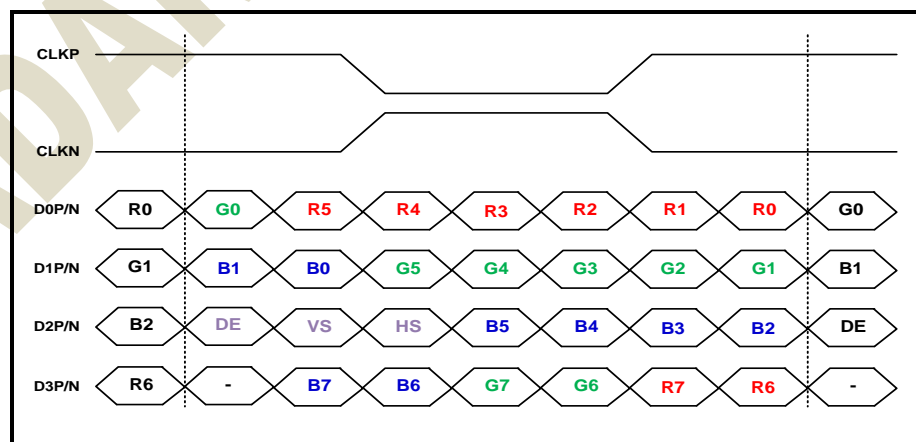 CLKP
CLKN
D0P/N R0 G0 R5 R4 R3 R2 R1 R0 G0
D1P/N G1 B1 B0 G5 G4 G3 G2 G1 B1
D2P/N B2 DE VS HS B5 B4 B3 B2 DE
D3P/N R6 - B7 B6 G7 G6 R7 R6 -